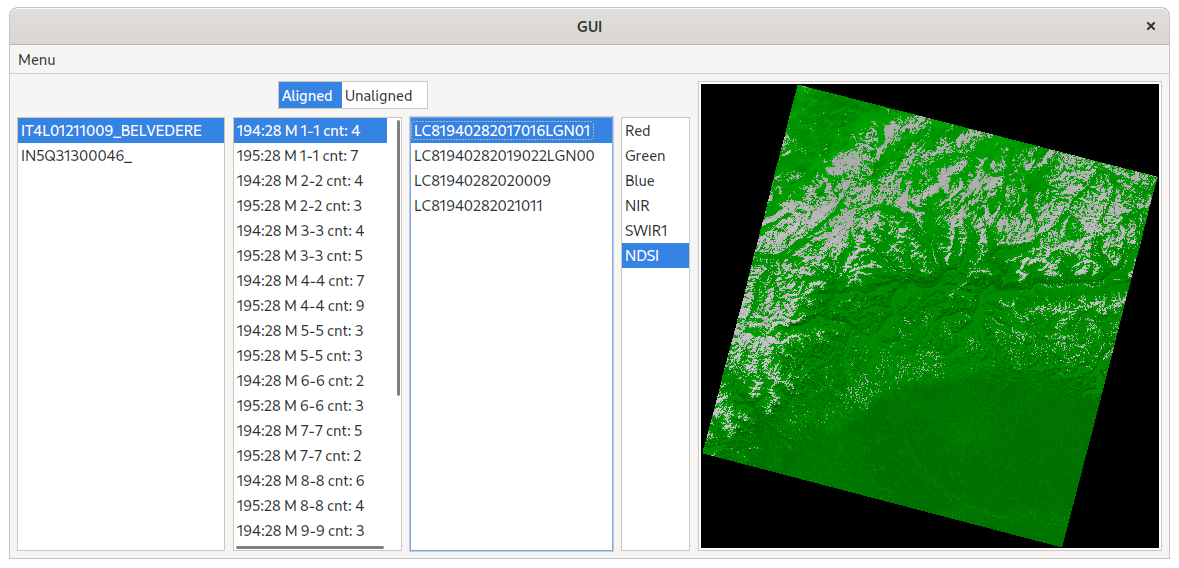 GUI
×
Menu
Aligned Unaligned
IT4L01211009_BELVEDERE
IN5Q31300046_
194:28 M 1-1 cnt: 4
195:28 M 1-1 cnt: 7
194:28 M 2-2 cnt: 4
195:28 M 2-2 cnt: 3
194:28 M 3-3 cnt: 4
195:28 M 3-3 cnt: 5
194:28 M 4-4 cnt: 7
195:28 M 4-4 cnt: 9
194:28 M 5-5 cnt: 3
195:28 M 5-5 cnt: 3
194:28 M 6-6 cnt: 2
195:28 M 6-6 cnt: 3
194:28 M 7-7 cnt: 5
195:28 M 7-7 cnt: 2
194:28 M 8-8 cnt: 6
195:28 M 8-8 cnt: 4
194:28 M 9-9 cnt: 3
LC81940282017016LGN01
LC81940282019022LGN00
LC81940282020009
LC81940282021011
Red
Green
Blue
NIR
SWIR1
NDSI